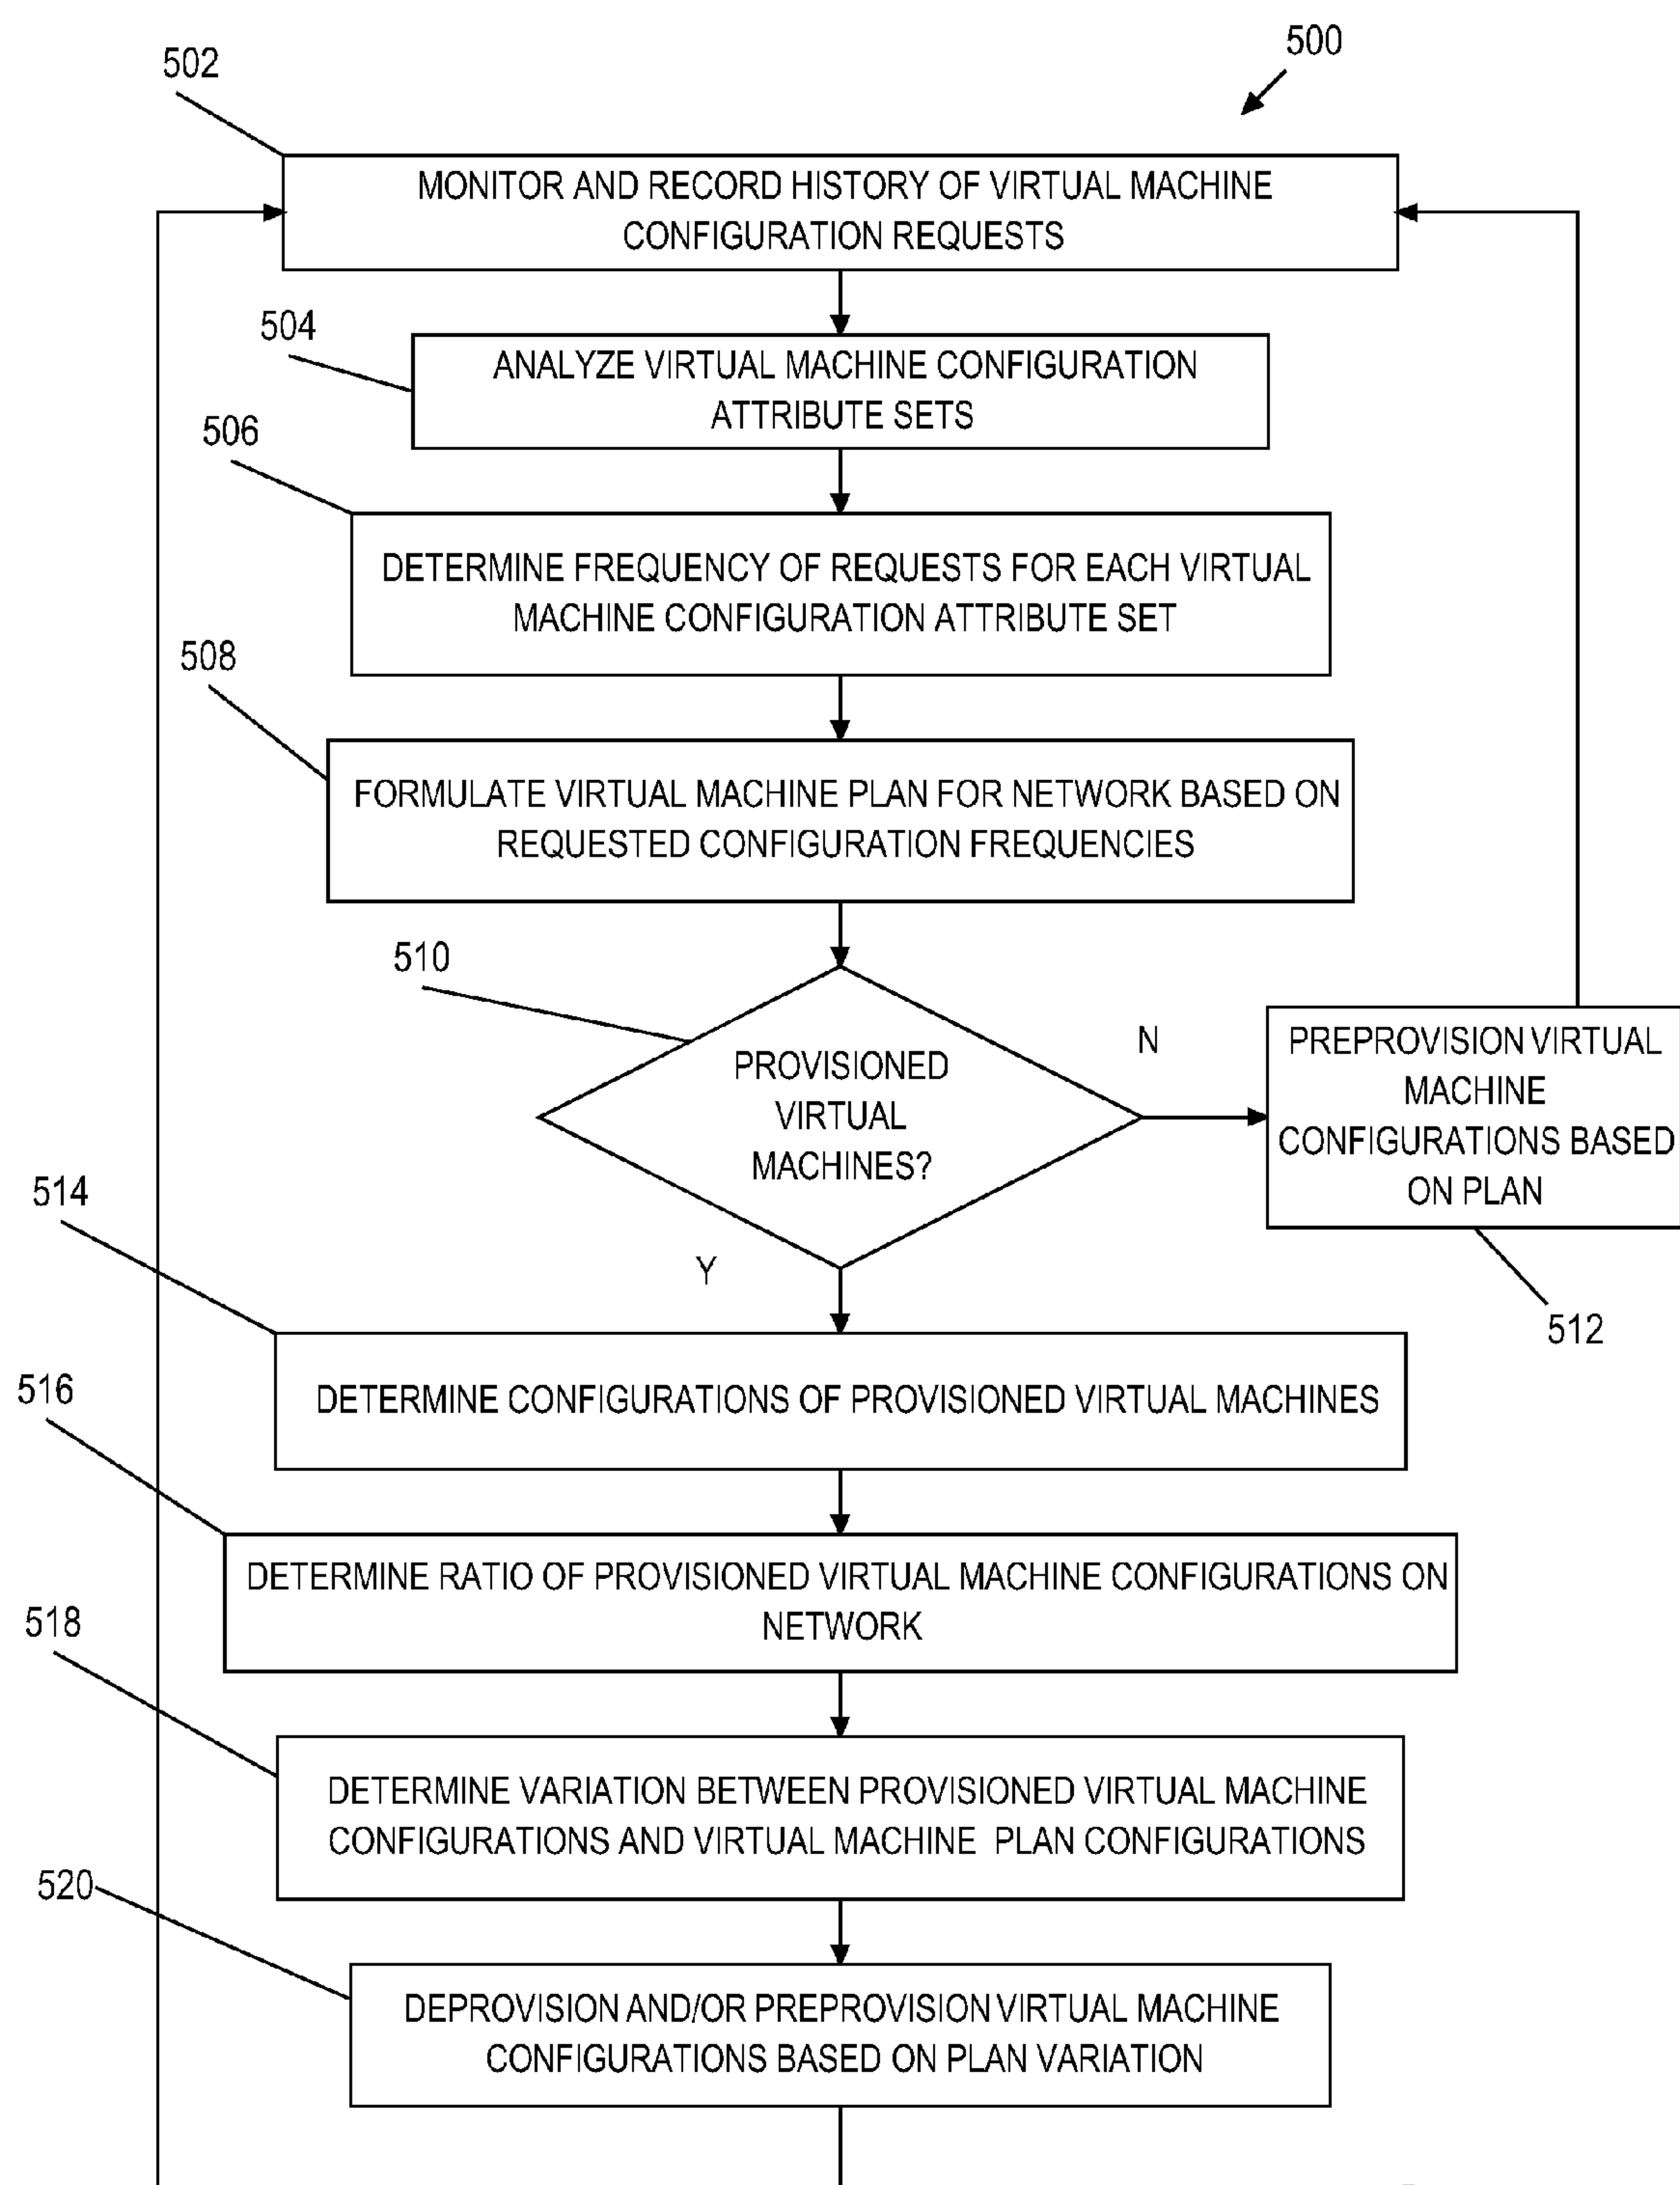 500
502
MONITOR AND RECORD HISTORY OF VIRTUAL MACHINE
CONFIGURATION REQUESTS
504
ANALYZE VIRTUAL MACHINE CONFIGURATION
ATTRIBUTE SETS
506
DETERMINE FREQUENCY OF REQUESTS FOR EACH VIRTUAL
MACHINE CONFIGURATION ATTRIBUTE SET
508
FORMULATE VIRTUAL MACHINE PLAN FOR NETWORK BASED ON
REQUESTED CONFIGURATION FREQUENCIES
510
PROVISIONED
VIRTUAL
MACHINES?
N
PREPROVISION VIRTUAL
MACHINE
CONFIGURATIONS BASED
ON PLAN
512
Y
514
DETERMINE CONFIGURATIONS OF PROVISIONED VIRTUAL MACHINES
516
DETERMINE RATIO OF PROVISIONED VIRTUAL MACHINE CONFIGURATIONS ON
NETWORK
518
DETERMINE VARIATION BETWEEN PROVISIONED VIRTUAL MACHINE
CONFIGURATIONS AND VIRTUAL MACHINE PLAN CONFIGURATIONS
520
DEPROVISION AND/OR PREPROVISION VIRTUAL MACHINE
CONFIGURATIONS BASED ON PLAN VARIATION